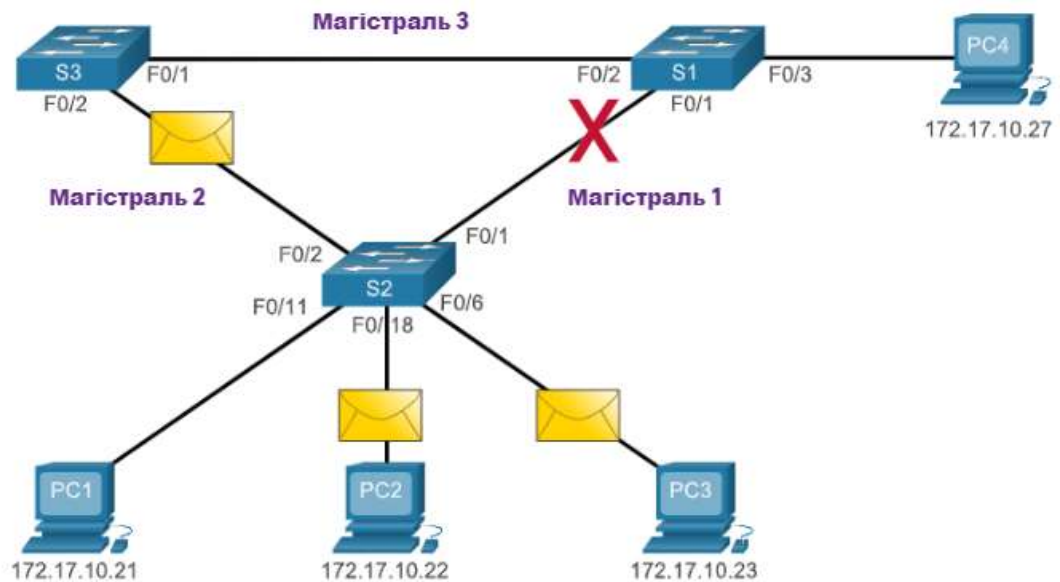 Магістраль 3
S3
F0/1
F0/2
F0/2
S1
F0/1
F0/3
PC4
172.17.10.27
Магістраль 2
Магістраль 1
F0/2
F0/1
S2
F0/11
F0/18
F0/6
PC1
172.17.10.21
PC2
172.17.10.22
PC3
172.17.10.23